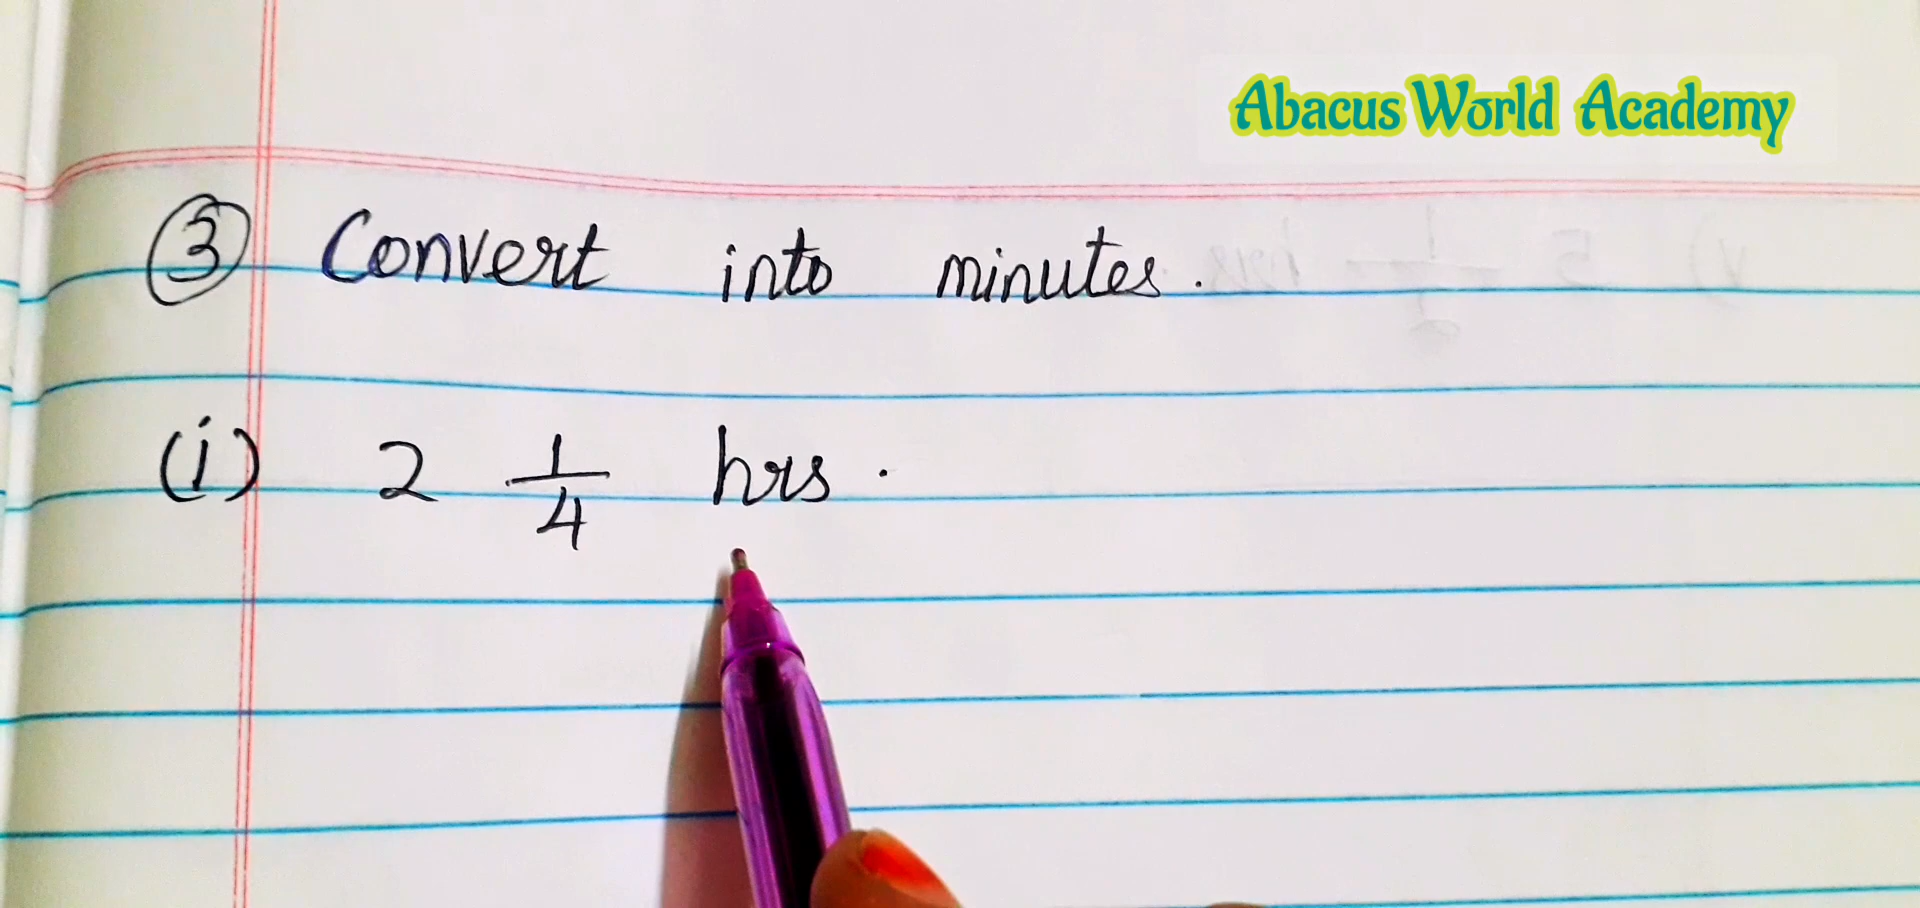 Abacus World Academy
3 Convert into minutes.
(i) 2 1/4 hrs.